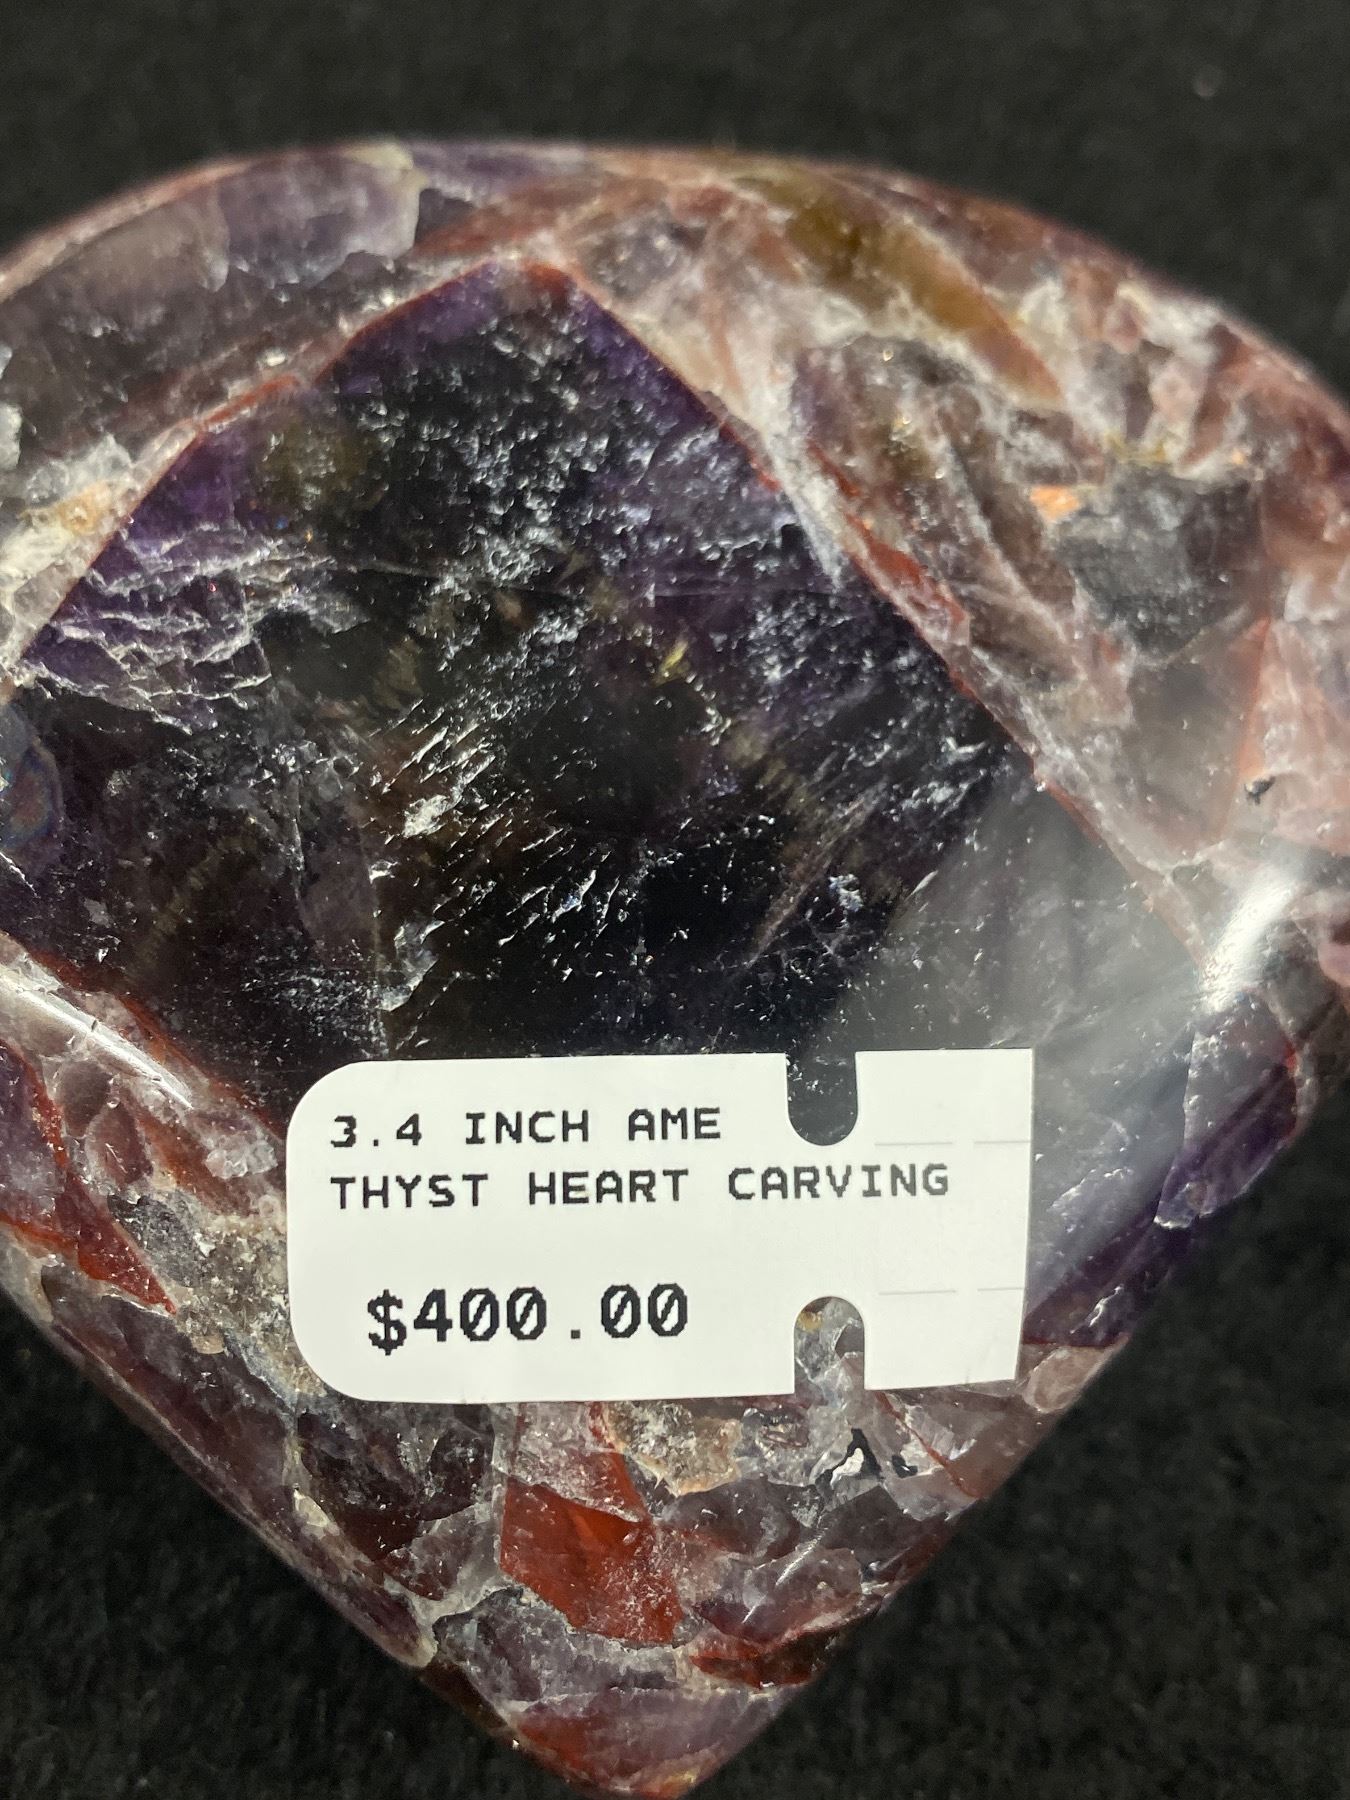 3.4 INCH AME
THYST HEART CARVING
$400.00